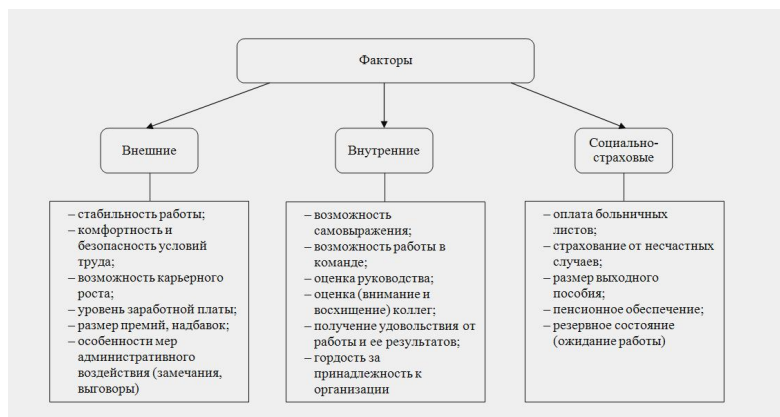 Факторы
Внешние
Внутренние
Социально-
страховые
– стабильность работы;
– комфортность и
безопасность условий
труда;
– возможность карьерного
роста;
– уровень заработной платы;
– размер премий, надбавок;
– особенности мер
административного
воздействия (замечания,
выговоры)
– возможность
самовыражения;
– возможность работы в
команде;
– оценка руководства;
– оценка (внимание и
восхищение) коллег;
– получение удовольствия от
работы и ее результатов;
– гордость за
принадлежность к
организации
– оплата больничных
листов;
– страхование от несчастных
случаев;
– размер выходного
пособия;
– пенсионное обеспечение;
– резервное состояние
(ожидание работы)